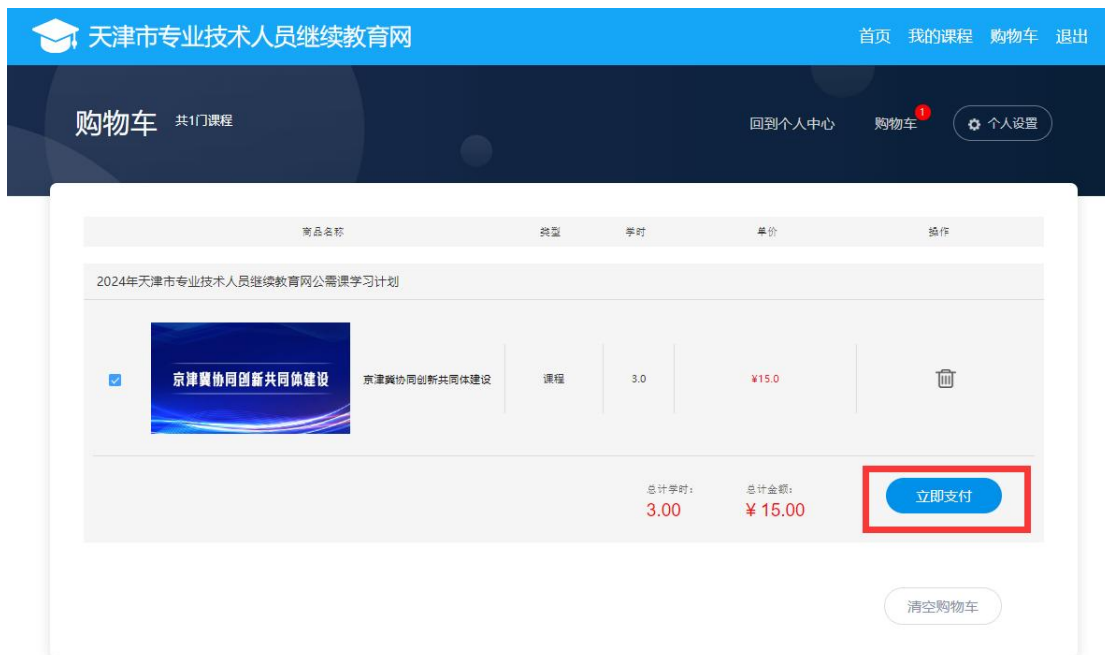 天津市专业技术人员继续教育网 首页 我的课程 购物车 退出
购物车 共1门课程 回到个人中心 购物车 1 个人设置
商品名称 类型 学时 单价 操作
2024年天津市专业技术人员继续教育网公需课学习计划
京津冀协同创新共同体建设 京津冀协同创新共同体建设 课程 3.0 ¥15.0
总计学时: 总计金额:
3.00 ¥ 15.00 立即支付
清空购物车